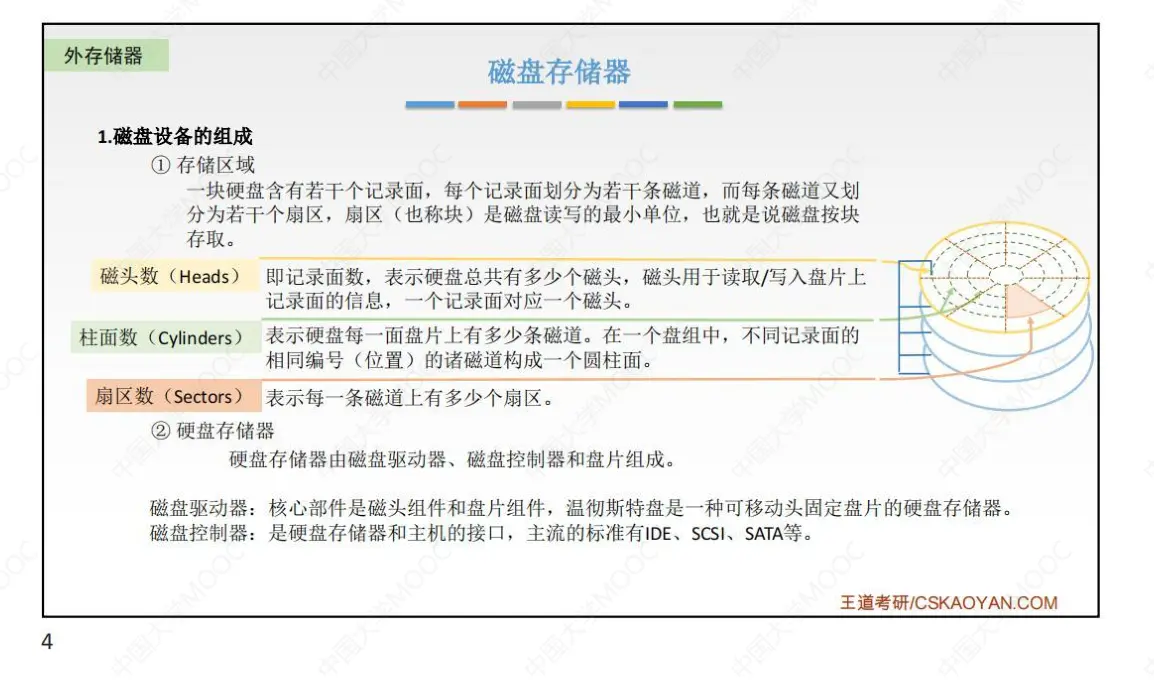 外存储器
磁盘存储器
1.磁盘设备的组成
① 存储区域
一块硬盘含有若干个记录面，每个记录面划分为若干条磁道，而每条磁道又划
分为若干个扇区，扇区（也称块）是磁盘读写的最小单位，也就是说磁盘按块
存取。
磁头数（Heads）
即记录面数，表示硬盘总共有多少个磁头，磁头用于读取/写入盘片上
记录面的信息，一个记录面对应一个磁头。
柱面数（Cylinders）
表示硬盘每一面盘片上有多少条磁道。在一个盘组中，不同记录面的
相同编号（位置）的诸磁道构成一个圆柱面。
扇区数（Sectors）
表示每一条磁道上有多少个扇区。
② 硬盘存储器
硬盘存储器由磁盘驱动器、磁盘控制器和盘片组成。
磁盘驱动器：核心部件是磁头组件和盘片组件，温彻斯特盘是一种可移动头固定盘片的硬盘存储器。
磁盘控制器：是硬盘存储器和主机的接口，主流的标准有IDE、SCSI、SATA等。
王道考研/CSKAOYAN.COM
4
中国大学MOOC